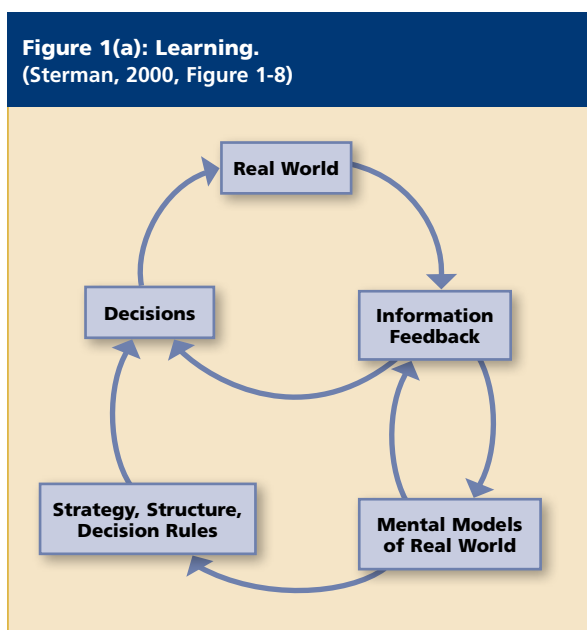 Figure 1(a): Learning.
(Sterman, 2000, Figure 1-8)
Real World
Decisions
Information
Feedback
Strategy, Structure,
Decision Rules
Mental Models
of Real World